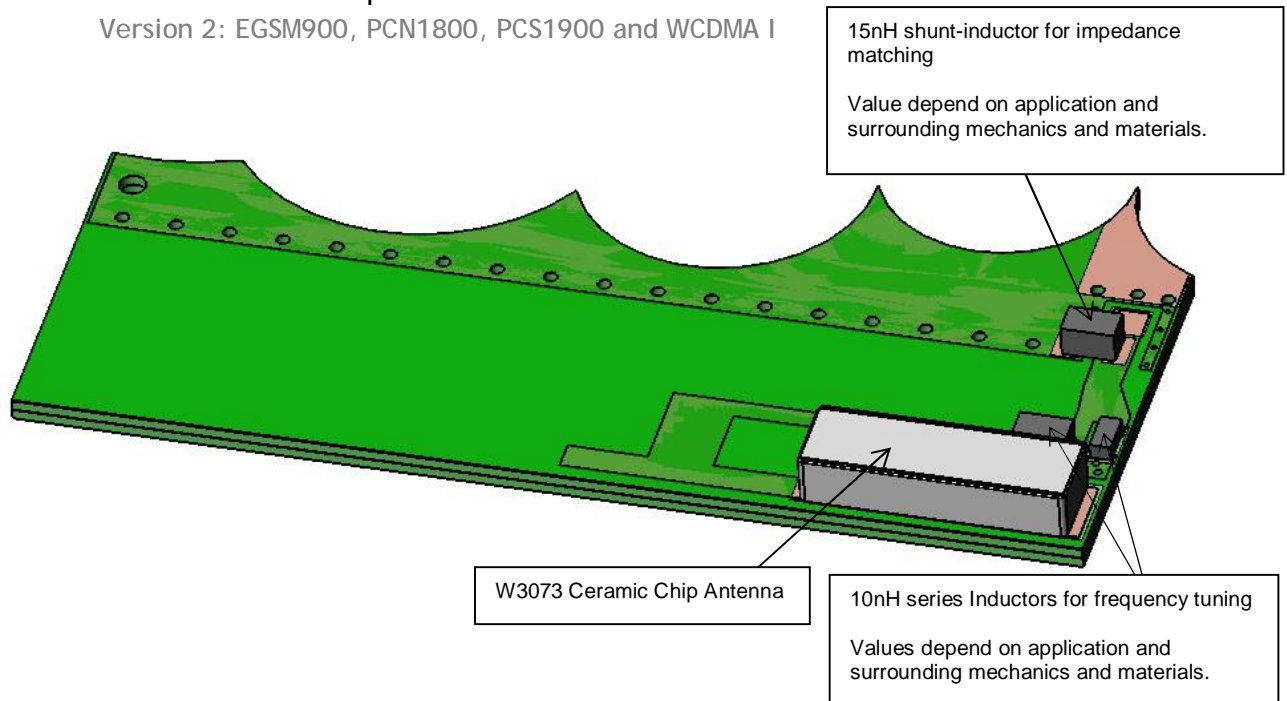 Version 2: EGSM900, PCN1800, PCS1900 and WCDMA I
15nH shunt-inductor for impedance
matching
Value depend on application and
surrounding mechanics and materials.
W3073 Ceramic Chip Antenna
10nH series Inductors for frequency tuning
Values depend on application and
surrounding mechanics and materials.